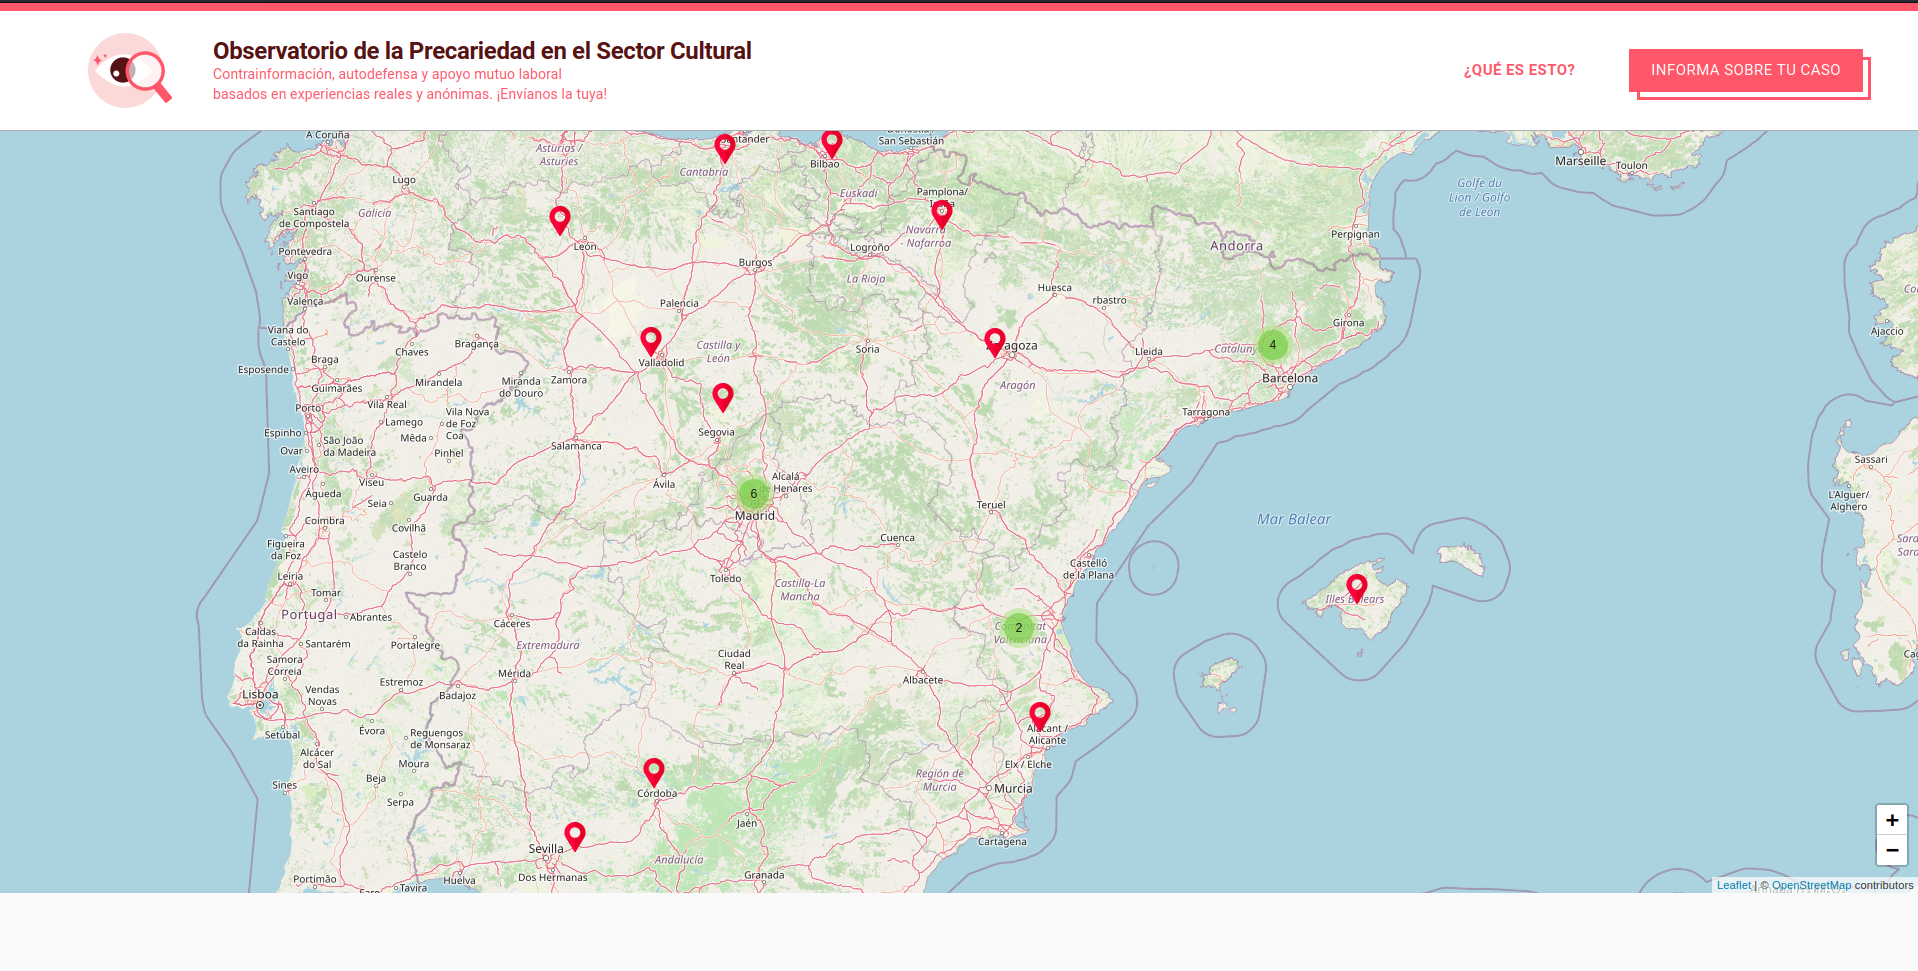 Observatorio de la Precariedad en el Sector Cultural
Contrainformación, autodefensa y apoyo mutuo laboral
basados en experiencias reales y anónimas. ¡Envíanos la tuya!
¿QUÉ ES ESTO?
INFORMA SOBRE TU CASO
A Coruña
Asturias /
Asturies
Cantabria
Bilbao
San Sebastián
Marseille
Toulon
Lugo
Galicia
Santiago
de Compostela
Euskadi
Pamplona/
Golfe du
Lion / Golfo
de León
Pontevedra
León
Logroño
Navarra
- Nafarroa
Andorra
Perpignan
Vigo
Ourense
Burgos
La Rioja
Huesca
rbastro
Valença
Palencia
Girona
Viana do
Castelo
Chaves
Bragança
Castilla y
León
Soria
Lleida
4
Ajaccio
Braga
Valladolid
Esposende
Guimarães
Mirandela
Miranda
do Douro
Zamora
Aragón
Barcelona
Porto
Vila Real
Vila Nova
de Foz
Coa
Tarragona
Espinho
Lamego
São João
da Madeira
Mêda
Segovia
Ovar
Pinhel
Salamanca
Sassari
Aveiro
Viseu
Ávila
Alcalá
de Henares
6
Águeda
Guarda
Seia
Madrid
Teruel
L'Alguer/
Alghero
Coimbra
Covilhã
Mar Balear
Figueira
da Foz
Castelo
Branco
Cuenca
Castelló
de la Plana
Leiria
Toledo
Castilla-La
Mancha
Tomar
Illes Balears
Portugal
Abrantes
Cáceres
2
Comunitat
Valenciana
Caldas
da Rainha
Santarém
Portalegre
Extremadura
Ciudad
Real
Samora
Correia
Mérida
Albacete
Lisboa
Vendas
Novas
Estremoz
Badajoz
Setúbal
Évora
Reguengos
de Monsaraz
Alacant /
Alicante
Alcácer
do Sal
Moura
Elx / Elche
Sines
Beja
Región de
Murcia
Murcia
Serpa
Córdoba
Jaén
Cartagena
Sevilla
Andalucía
Portimão
Faro
Tavira
Huelva
Dos Hermanas
Granada
+
−
Leaflet | © OpenStreetMap contributors